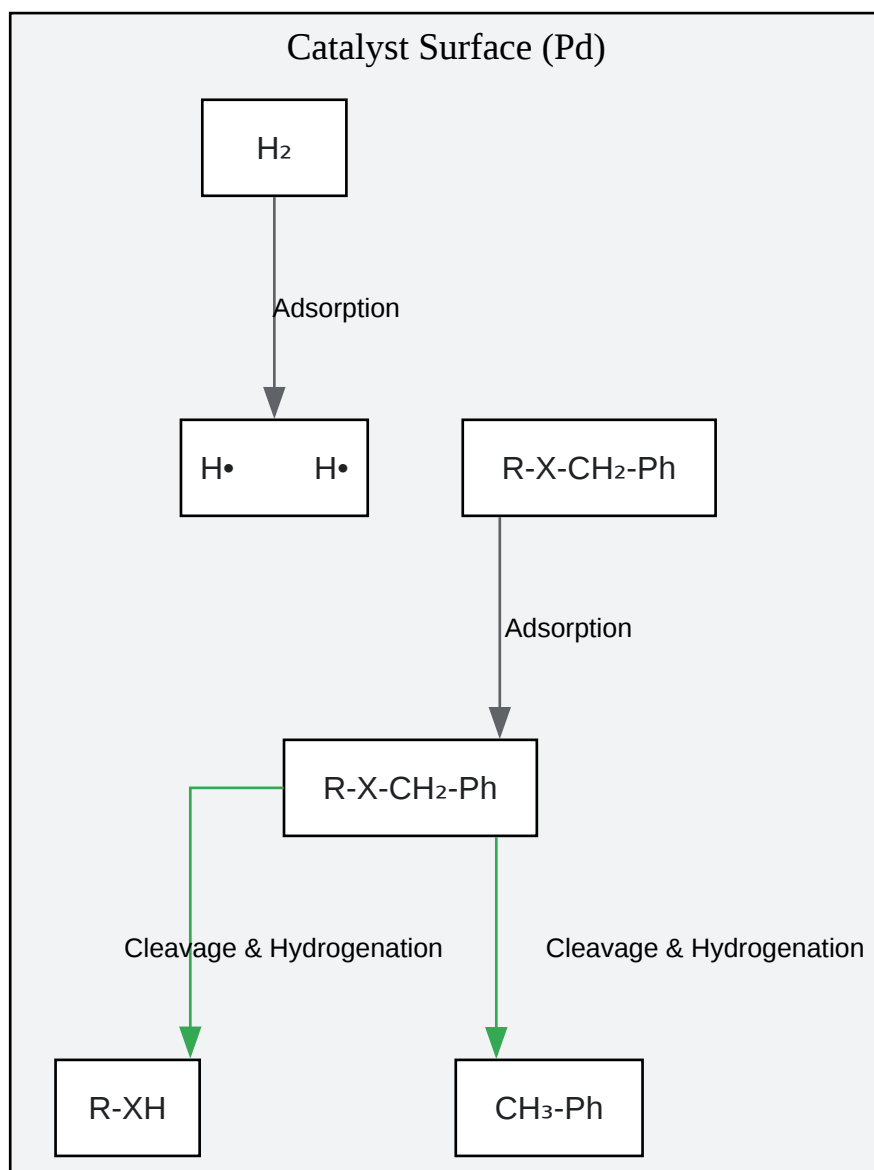 Catalyst Surface (Pd)
H₂
Adsorption
H• H•
R-X-CH₂-Ph
Adsorption
R-X-CH₂-Ph
Cleavage & Hydrogenation
Cleavage & Hydrogenation
R-XH
CH₃-Ph